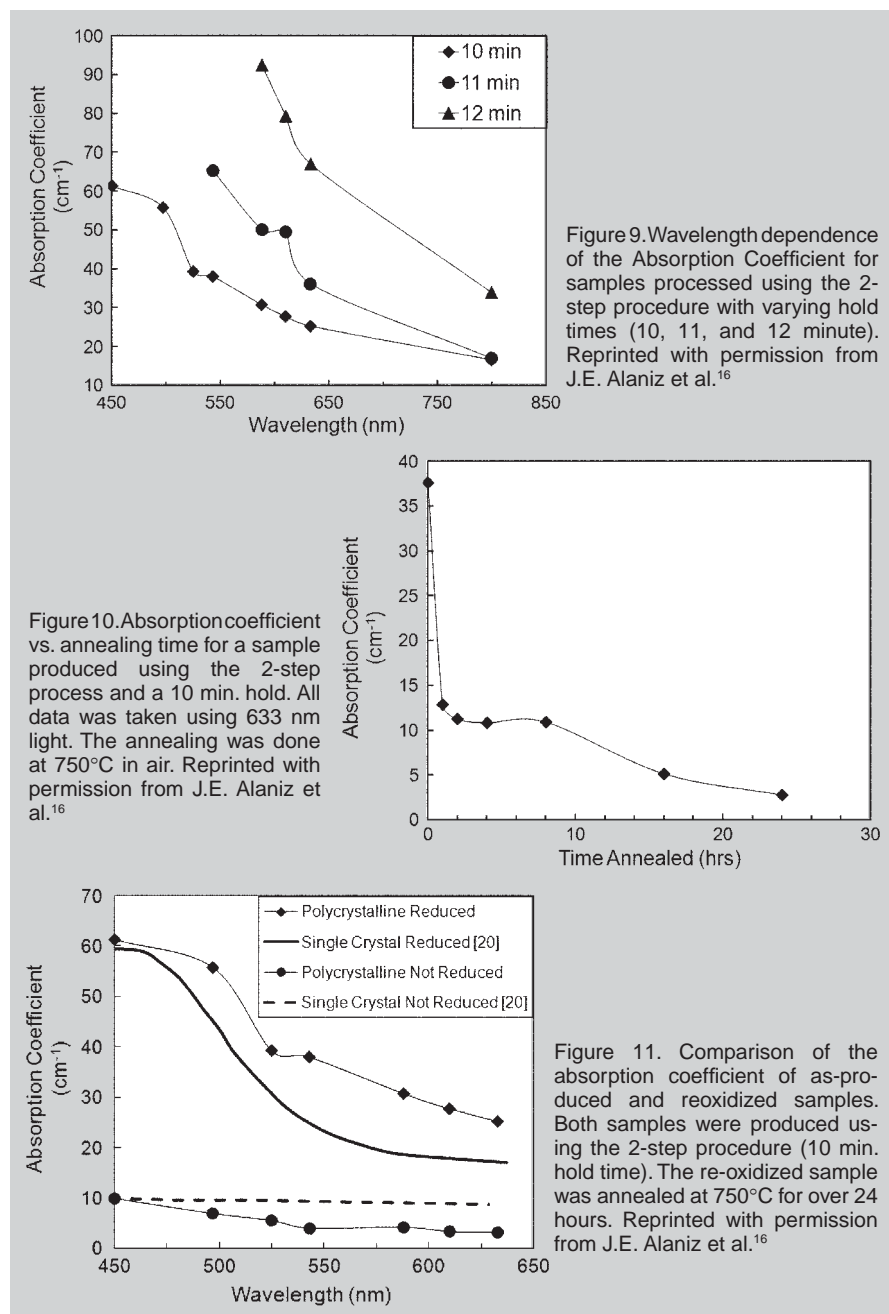 100
90
80
70
60
50
40
30
20
10
Absorption Coefficient
(cm-1)
10 min
11 min
12 min
450 550 650 750 850
Wavelength (nm)
Figure 9.Wavelength dependence
of the Absorption Coefficient for
samples processed using the 2-
step procedure with varying hold
times (10, 11, and 12 minute).
Reprinted with permission from
J.E. Alaniz et al.16
Figure 10.Absorption coefficient
vs. annealing time for a sample
produced using the 2-step
process and a 10 min. hold. All
data was taken using 633 nm
light. The annealing was done
at 750°C in air. Reprinted with
permission from J.E. Alaniz et
al.16
40
35
30
25
20
15
10
5
0
Absorption Coefficient
(cm-1)
0 10 20 30
Time Annealed (hrs)
70
60
50
40
30
20
10
0
Absorption Coefficient
(cm-1)
Polycrystalline Reduced
Single Crystal Reduced [20]
Polycrystalline Not Reduced
Single Crystal Not Reduced [20]
450 500 550 600 650
Wavelength (nm)
Figure 11. Comparison of the
absorption coefficient of as-pro-
duced and reoxidized samples.
Both samples were produced us-
ing the 2-step procedure (10 min.
hold time). The re-oxidized sample
was annealed at 750°C for over 24
hours. Reprinted with permission
from J.E. Alaniz et al.16